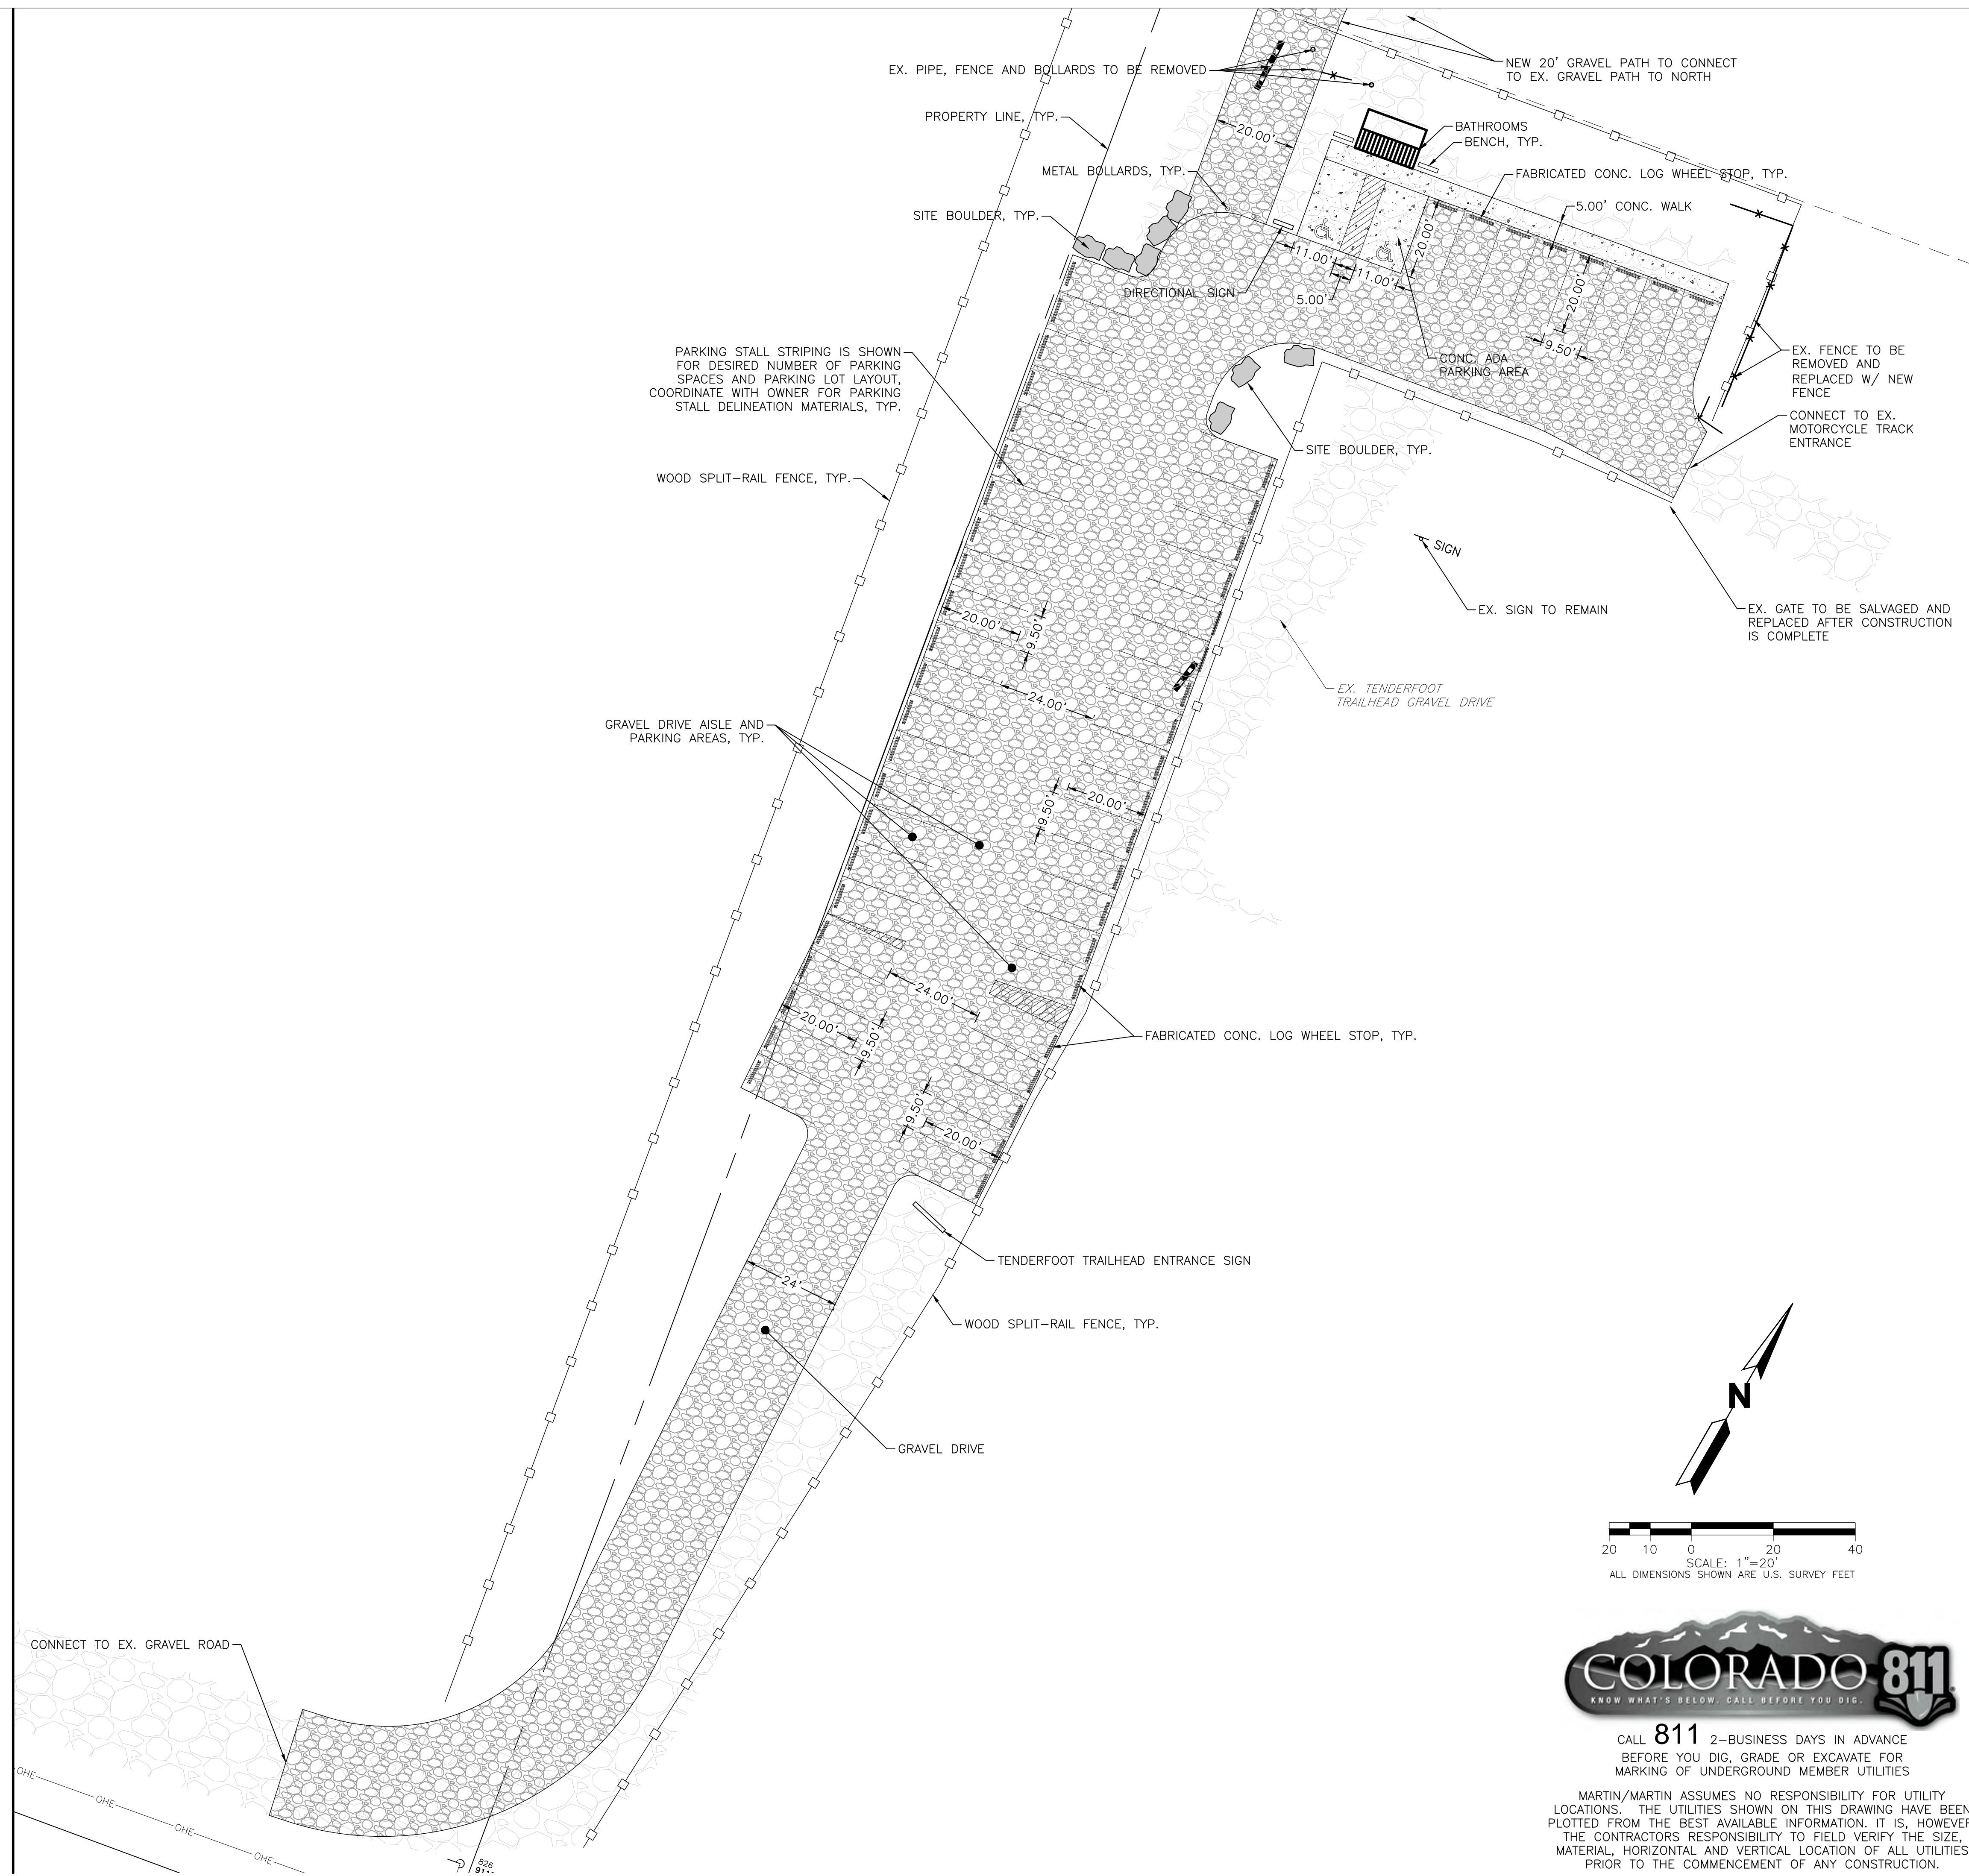 EX. PIPE, FENCE AND BOLLARDS TO BE REMOVED
NEW 20' GRAVEL PATH TO CONNECT
TO EX. GRAVEL PATH TO NORTH
PROPERTY LINE, TYP.
20.00'
BATHROOMS
BENCH, TYP.
METAL BOLLARDS, TYP.
FABRICATED CONC. LOG WHEEL STOP, TYP.
SITE BOULDER, TYP.
5.00' CONC. WALK
20.00'
11.00'
11.00'
5.00'
DIRECTIONAL SIGN
20.00'
9.50'
CONC. ADA
PARKING AREA
PARKING STALL STRIPING IS SHOWN
FOR DESIRED NUMBER OF PARKING
SPACES AND PARKING LOT LAYOUT,
COORDINATE WITH OWNER FOR PARKING
STALL DELINEATION MATERIALS, TYP.
EX. FENCE TO BE
REMOVED AND
REPLACED W/ NEW
FENCE
CONNECT TO EX.
MOTORCYCLE TRACK
ENTRANCE
SITE BOULDER, TYP.
WOOD SPLIT-RAIL FENCE, TYP.
SIGN
EX. SIGN TO REMAIN
EX. GATE TO BE SALVAGED AND
REPLACED AFTER CONSTRUCTION
IS COMPLETE
20.00'
9.50'
24.00'
EX. TENDERFOOT
TRAILHEAD GRAVEL DRIVE
GRAVEL DRIVE AISLE AND
PARKING AREAS, TYP.
20.00'
9.50'
24.00'
20.00'
9.50'
FABRICATED CONC. LOG WHEEL STOP, TYP.
9.50'
20.00'
TENDERFOOT TRAILHEAD ENTRANCE SIGN
24'
WOOD SPLIT-RAIL FENCE, TYP.
GRAVEL DRIVE
N
20 10 0 20 40
SCALE: 1"=20'
ALL DIMENSIONS SHOWN ARE U.S. SURVEY FEET
CONNECT TO EX. GRAVEL ROAD
OHE
OHE
OHE
OHE
826
COLORADO 811
KNOW WHAT'S BELOW. CALL BEFORE YOU DIG.
CALL 811 2-BUSINESS DAYS IN ADVANCE
BEFORE YOU DIG, GRADE OR EXCAVATE FOR
MARKING OF UNDERGROUND MEMBER UTILITIES
MARTIN/MARTIN ASSUMES NO RESPONSIBILITY FOR UTILITY
LOCATIONS. THE UTILITIES SHOWN ON THIS DRAWING HAVE BEEN
PLOTTED FROM THE BEST AVAILABLE INFORMATION. IT IS, HOWEVER
THE CONTRACTORS RESPONSIBILITY TO FIELD VERIFY THE SIZE,
MATERIAL, HORIZONTAL AND VERTICAL LOCATION OF ALL UTILITIES
PRIOR TO THE COMMENCEMENT OF ANY CONSTRUCTION.